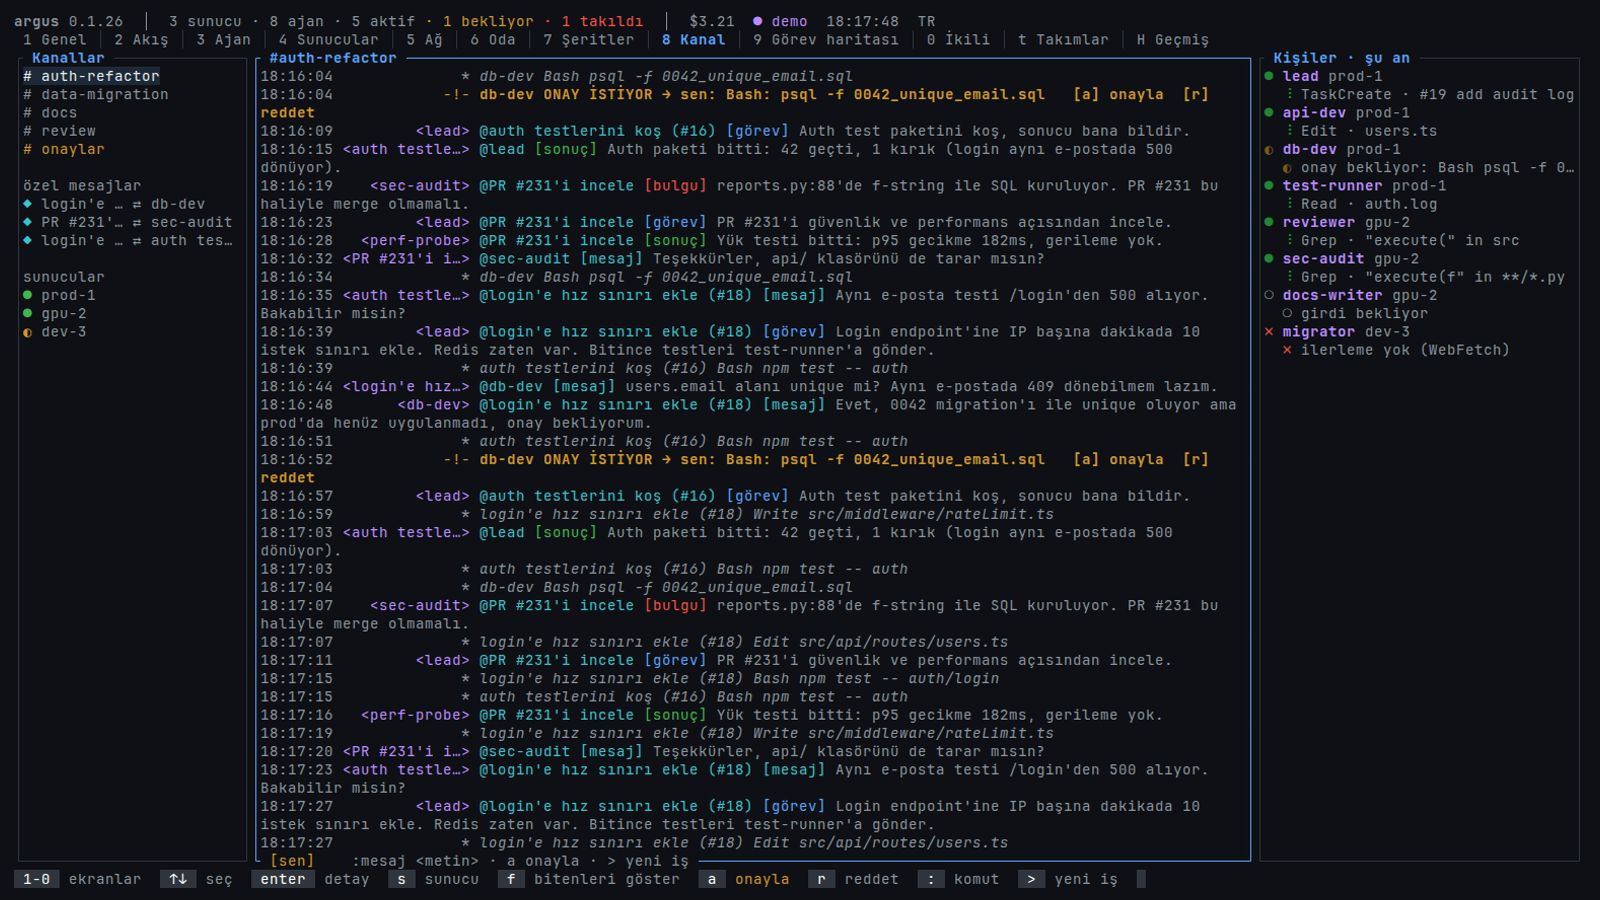 argus 0.1.26 │ 3 sunucu · 8 ajan · 5 aktif · 1 bekliyor · 1 takıldı │ $3.21 ● demo 18:17:48 TR
1 Genel │ 2 Akış │ 3 Ajan │ 4 Sunucular │ 5 Ağ │ 6 Oda │ 7 Şeritler │ 8 Kanal │ 9 Görev haritası │ 0 İkili │ t Takımlar │ H Geçmiş
Kanallar
# auth-refactor
# data-migration
# docs
# review
# onaylar
özel mesajlar
◆ login'e … ⇄ db-dev
◆ PR #231'… ⇄ sec-audit
◆ login'e … ⇄ auth tes…
sunucular
● prod-1
● gpu-2
◐ dev-3
#auth-refactor
18:16:04 * db-dev Bash psql -f 0042_unique_email.sql
18:16:04 -!- db-dev ONAY İSTİYOR → sen: Bash: psql -f 0042_unique_email.sql [a] onayla [r]
reddet
18:16:09 <lead> @auth testlerini koş (#16) [görev] Auth test paketini koş, sonucu bana bildir.
18:16:15 <auth testle…> @lead [sonuç] Auth paketi bitti: 42 geçti, 1 kırık (login aynı e-postada 500
dönüyor).
18:16:19 <sec-audit> @PR #231'i incele [bulgu] reports.py:88'de f-string ile SQL kuruluyor. PR #231 bu
haliyle merge olmamalı.
18:16:23 <lead> @PR #231'i incele [görev] PR #231'i güvenlik ve performans açısından incele.
18:16:28 <perf-probe> @PR #231'i incele [sonuç] Yük testi bitti: p95 gecikme 182ms, gerileme yok.
18:16:32 <PR #231'i i…> @sec-audit [mesaj] Teşekkürler, api/ klasörünü de tarar mısın?
18:16:34 * db-dev Bash psql -f 0042_unique_email.sql
18:16:35 <auth testle…> @login'e hız sınırı ekle (#18) [mesaj] Aynı e-posta testi /login'den 500 alıyor.
Bakabilir misin?
18:16:39 <lead> @login'e hız sınırı ekle (#18) [görev] Login endpoint'ine IP başına dakikada 10
istek sınırı ekle. Redis zaten var. Bitince testleri test-runner'a gönder.
18:16:39 * auth testlerini koş (#16) Bash npm test -- auth
18:16:44 <login'e hız…> @db-dev [mesaj] users.email alanı unique mi? Aynı e-postada 409 dönebilmem lazım.
18:16:48 <db-dev> @login'e hız sınırı ekle (#18) [mesaj] Evet, 0042 migration'ı ile unique oluyor ama
prod'da henüz uygulanmadı, onay bekliyorum.
18:16:51 * auth testlerini koş (#16) Bash npm test -- auth
18:16:52 -!- db-dev ONAY İSTİYOR → sen: Bash: psql -f 0042_unique_email.sql [a] onayla [r]
reddet
18:16:57 <lead> @auth testlerini koş (#16) [görev] Auth test paketini koş, sonucu bana bildir.
18:16:59 * login'e hız sınırı ekle (#18) Write src/middleware/rateLimit.ts
18:17:03 <auth testle…> @lead [sonuç] Auth paketi bitti: 42 geçti, 1 kırık (login aynı e-postada 500
dönüyor).
18:17:03 * auth testlerini koş (#16) Bash npm test -- auth
18:17:04 * db-dev Bash psql -f 0042_unique_email.sql
18:17:07 <sec-audit> @PR #231'i incele [bulgu] reports.py:88'de f-string ile SQL kuruluyor. PR #231 bu
haliyle merge olmamalı.
18:17:07 * login'e hız sınırı ekle (#18) Edit src/api/routes/users.ts
18:17:11 <lead> @PR #231'i incele [görev] PR #231'i güvenlik ve performans açısından incele.
18:17:15 * login'e hız sınırı ekle (#18) Bash npm test -- auth/login
18:17:15 * auth testlerini koş (#16) Bash npm test -- auth
18:17:16 <perf-probe> @PR #231'i incele [sonuç] Yük testi bitti: p95 gecikme 182ms, gerileme yok.
18:17:19 * login'e hız sınırı ekle (#18) Write src/middleware/rateLimit.ts
18:17:20 <PR #231'i i…> @sec-audit [mesaj] Teşekkürler, api/ klasörünü de tarar mısın?
18:17:23 <auth testle…> @login'e hız sınırı ekle (#18) [mesaj] Aynı e-posta testi /login'den 500 alıyor.
Bakabilir misin?
18:17:27 <lead> @login'e hız sınırı ekle (#18) [görev] Login endpoint'ine IP başına dakikada 10
istek sınırı ekle. Redis zaten var. Bitince testleri test-runner'a gönder.
18:17:27 * login'e hız sınırı ekle (#18) Edit src/api/routes/users.ts
[sen] :mesaj <metin> · a onayla · > yeni iş
Kişiler · şu an
● lead prod-1
⋮ TaskCreate · #19 add audit log
● api-dev prod-1
⋮ Edit · users.ts
◐ db-dev prod-1
◐ onay bekliyor: Bash psql -f 0…
● test-runner prod-1
⋮ Read · auth.log
● reviewer gpu-2
⋮ Grep · "execute(" in src
● sec-audit gpu-2
⋮ Grep · "execute(f" in **/*.py
○ docs-writer gpu-2
○ girdi bekliyor
✕ migrator dev-3
✕ ilerleme yok (WebFetch)
1-0 ekranlar ↑↓ seç enter detay s sunucu f bitenleri göster a onayla r reddet : komut > yeni iş